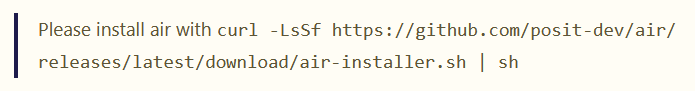 Please install air with curl -LsSf https://github.com/posit-dev/air/
releases/latest/download/air-installer.sh | sh